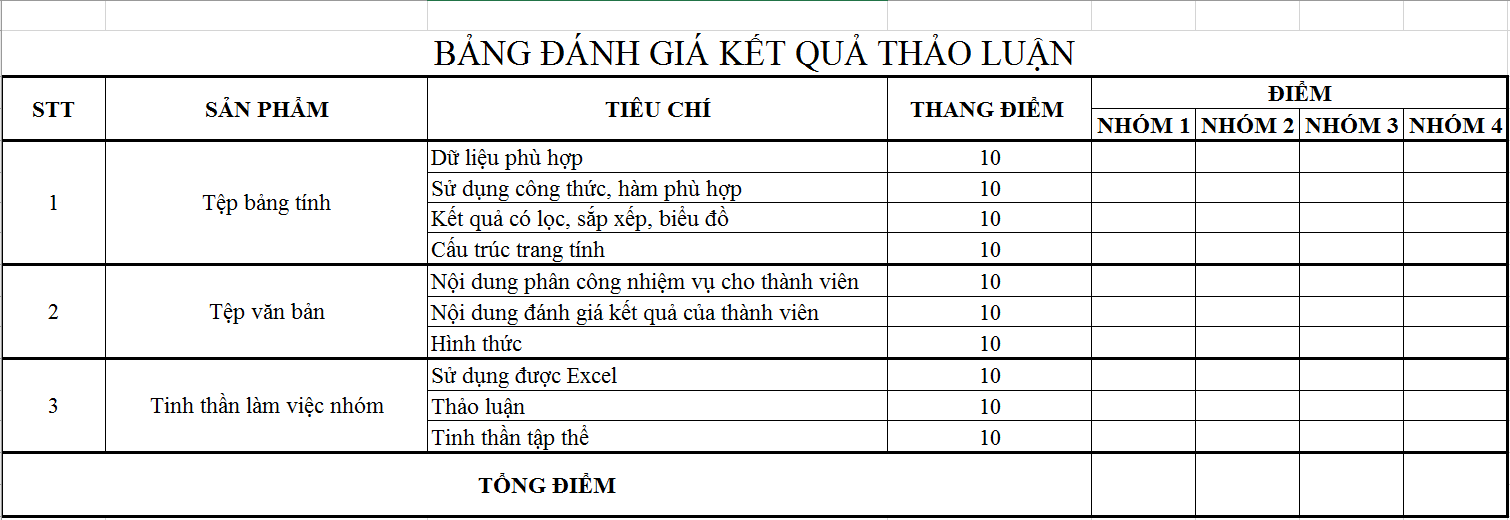 BẢNG ĐÁNH GIÁ KẾT QUẢ THẢO LUẬN
STT SẢN PHẨM TIÊU CHÍ THANG ĐIỂM ĐIỂM
NHÓM 1 NHÓM 2 NHÓM 3 NHÓM 4
1 Tệp bảng tính
Dữ liệu phù hợp 10
Sử dụng công thức, hàm phù hợp 10
Kết quả có lọc, sắp xếp, biểu đồ 10
Cấu trúc trang tính 10
2 Tệp văn bản
Nội dung phân công nhiệm vụ cho thành viên 10
Nội dung đánh giá kết quả của thành viên 10
Hình thức 10
3 Tinh thần làm việc nhóm
Sử dụng được Excel 10
Thảo luận 10
Tinh thần tập thể 10
TỔNG ĐIỂM